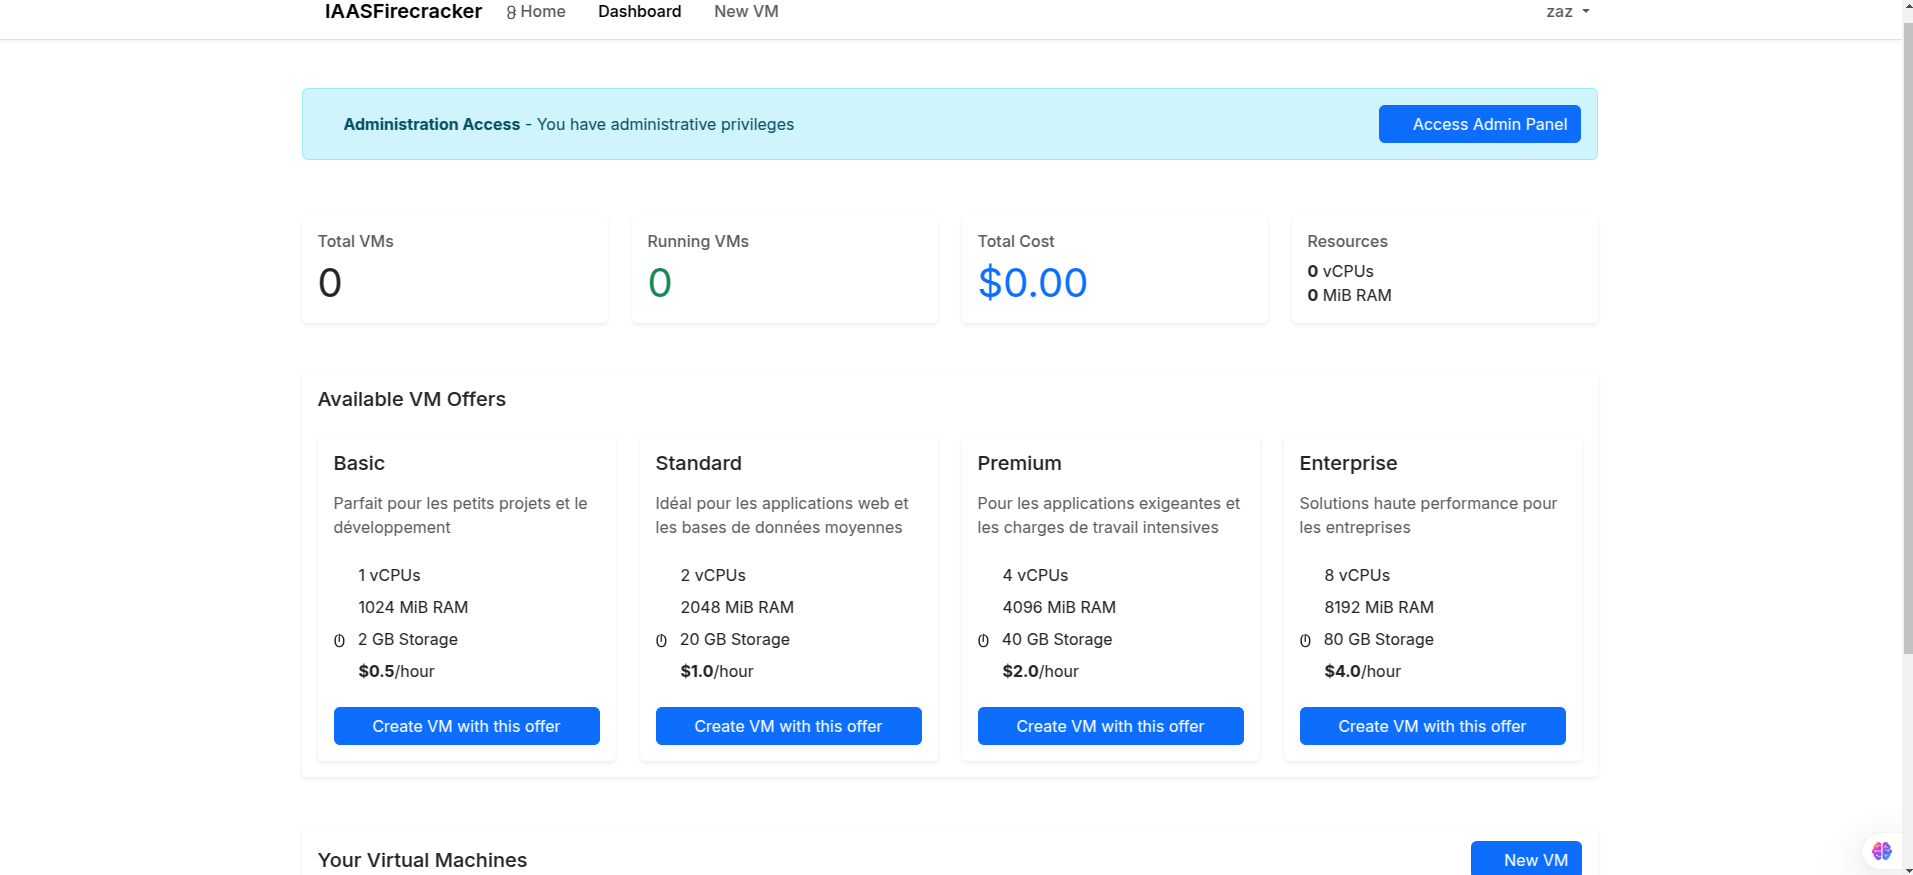 IAASFirecracker Home Dashboard New VM zaz
Administration Access - You have administrative privileges Access Admin Panel
Total VMs
0
Running VMs
0
Total Cost
$0.00
Resources
0 vCPUs
0 MiB RAM
Available VM Offers
Basic
Parfait pour les petits projets et le
développement
1 vCPUs
1024 MiB RAM
2 GB Storage
$0.5/hour
Create VM with this offer
Standard
Idéal pour les applications web et
les bases de données moyennes
2 vCPUs
2048 MiB RAM
20 GB Storage
$1.0/hour
Create VM with this offer
Premium
Pour les applications exigeantes et
les charges de travail intensives
4 vCPUs
4096 MiB RAM
40 GB Storage
$2.0/hour
Create VM with this offer
Enterprise
Solutions haute performance pour
les entreprises
8 vCPUs
8192 MiB RAM
80 GB Storage
$4.0/hour
Create VM with this offer
Your Virtual Machines New VM